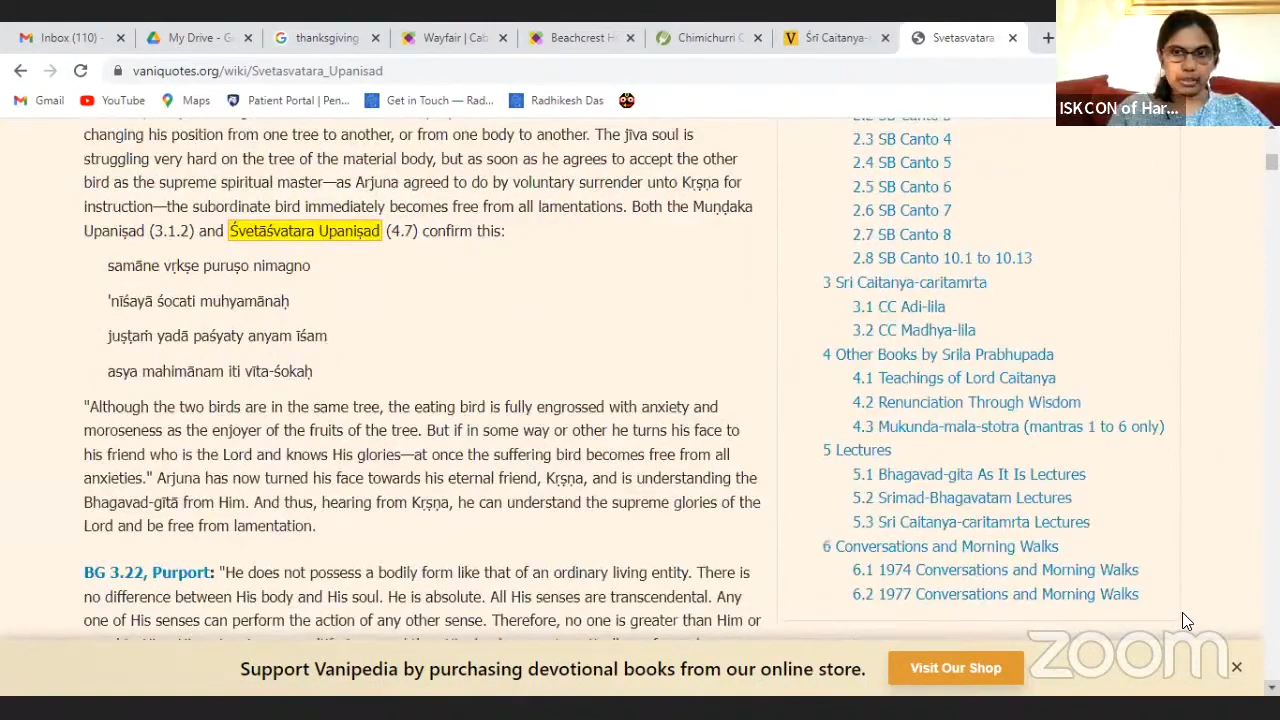 Inbox (110) -
My Drive - G
thanksgiving
Wayfair | Cab
Beachcrest H
Chimichurri C
Śrī Caitanya-
Svetasvatara
vaniquotes.org/wiki/Svetasvatara_Upanisad
Gmail
YouTube
Maps
Patient Portal | Pen...
Get in Touch — Rad...
Radhikesh Das
ISKCON of Har...
changing his position from one tree to another, or from one body to another. The jīva soul is
struggling very hard on the tree of the material body, but as soon as he agrees to accept the other
bird as the supreme spiritual master—as Arjuna agreed to do by voluntary surrender unto Kṛṣṇa for
instruction—the subordinate bird immediately becomes free from all lamentations. Both the Muṇḍaka
Upaniṣad (3.1.2) and Śvetāśvatara Upaniṣad (4.7) confirm this:
samāne vṛkṣe puruṣo nimagno
'nīśayā śocati muhyamānaḥ
juṣṭaṁ yadā paśyaty anyam īśam
asya mahimānam iti vīta-śokaḥ
"Although the two birds are in the same tree, the eating bird is fully engrossed with anxiety and
moroseness as the enjoyer of the fruits of the tree. But if in some way or other he turns his face to
his friend who is the Lord and knows His glories—at once the suffering bird becomes free from all
anxieties." Arjuna has now turned his face towards his eternal friend, Kṛṣṇa, and is understanding the
Bhagavad-gītā from Him. And thus, hearing from Kṛṣṇa, he can understand the supreme glories of the
Lord and be free from lamentation.
BG 3.22, Purport: "He does not possess a bodily form like that of an ordinary living entity. There is
no difference between His body and His soul. He is absolute. All His senses are transcendental. Any
one of His senses can perform the action of any other sense. Therefore, no one is greater than Him or
2.3 SB Canto 4
2.4 SB Canto 5
2.5 SB Canto 6
2.6 SB Canto 7
2.7 SB Canto 8
2.8 SB Canto 10.1 to 10.13
3 Sri Caitanya-caritamrta
3.1 CC Adi-lila
3.2 CC Madhya-lila
4 Other Books by Srila Prabhupada
4.1 Teachings of Lord Caitanya
4.2 Renunciation Through Wisdom
4.3 Mukunda-mala-stotra (mantras 1 to 6 only)
5 Lectures
5.1 Bhagavad-gita As It Is Lectures
5.2 Srimad-Bhagavatam Lectures
5.3 Sri Caitanya-caritamrta Lectures
6 Conversations and Morning Walks
6.1 1974 Conversations and Morning Walks
6.2 1977 Conversations and Morning Walks
Support Vanipedia by purchasing devotional books from our online store.
Visit Our Shop
zoom